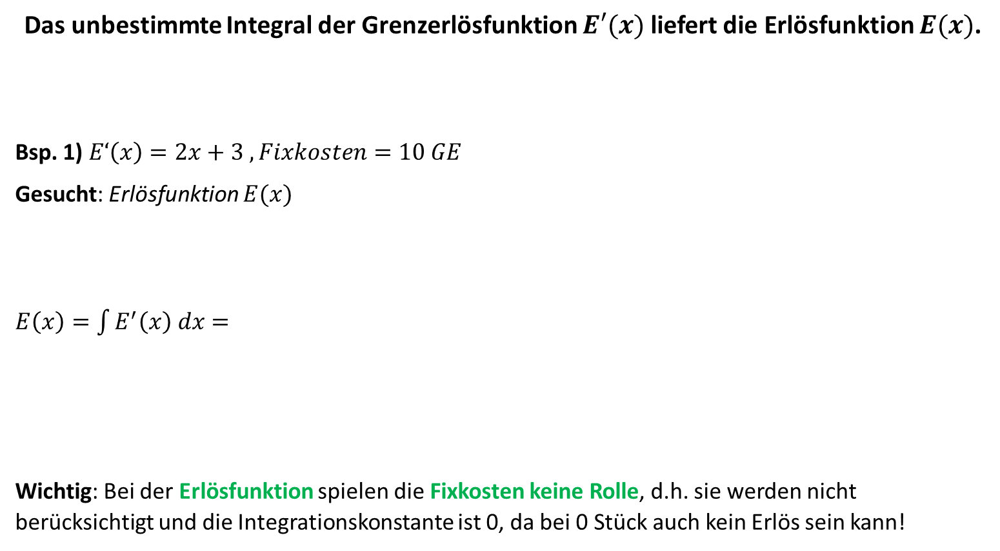 Das unbestimmte Integral der Grenzerlösfunktion E′(x) liefert die Erlösfunktion E(x).
Bsp. 1) E‘(x) = 2x + 3 , Fixkosten = 10 GE
Gesucht: Erlösfunktion E(x)
E(x) = ∫ E′(x) dx =
Wichtig: Bei der Erlösfunktion spielen die Fixkosten keine Rolle, d.h. sie werden nicht
berücksichtigt und die Integrationskonstante ist 0, da bei 0 Stück auch kein Erlös sein kann!